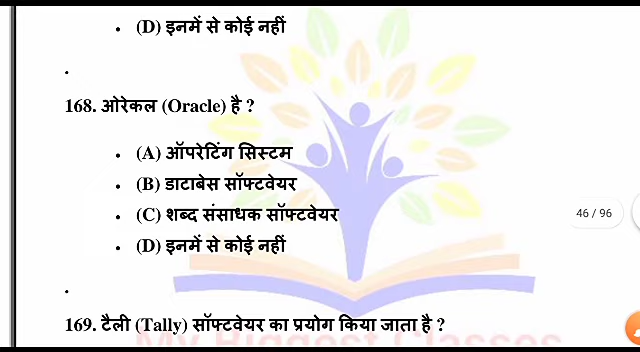 • (D) इनमें से कोई नहीं
.
168. ओरेकल (Oracle) है ?
• (A) ऑपरेटिंग सिस्टम
• (B) डाटाबेस सॉफ्टवेयर
• (C) शब्द संसाधक सॉफ्टवेयर
46 / 96
• (D) इनमें से कोई नहीं
.
169. टैली (Tally) सॉफ्टवेयर का प्रयोग किया जाता है ?